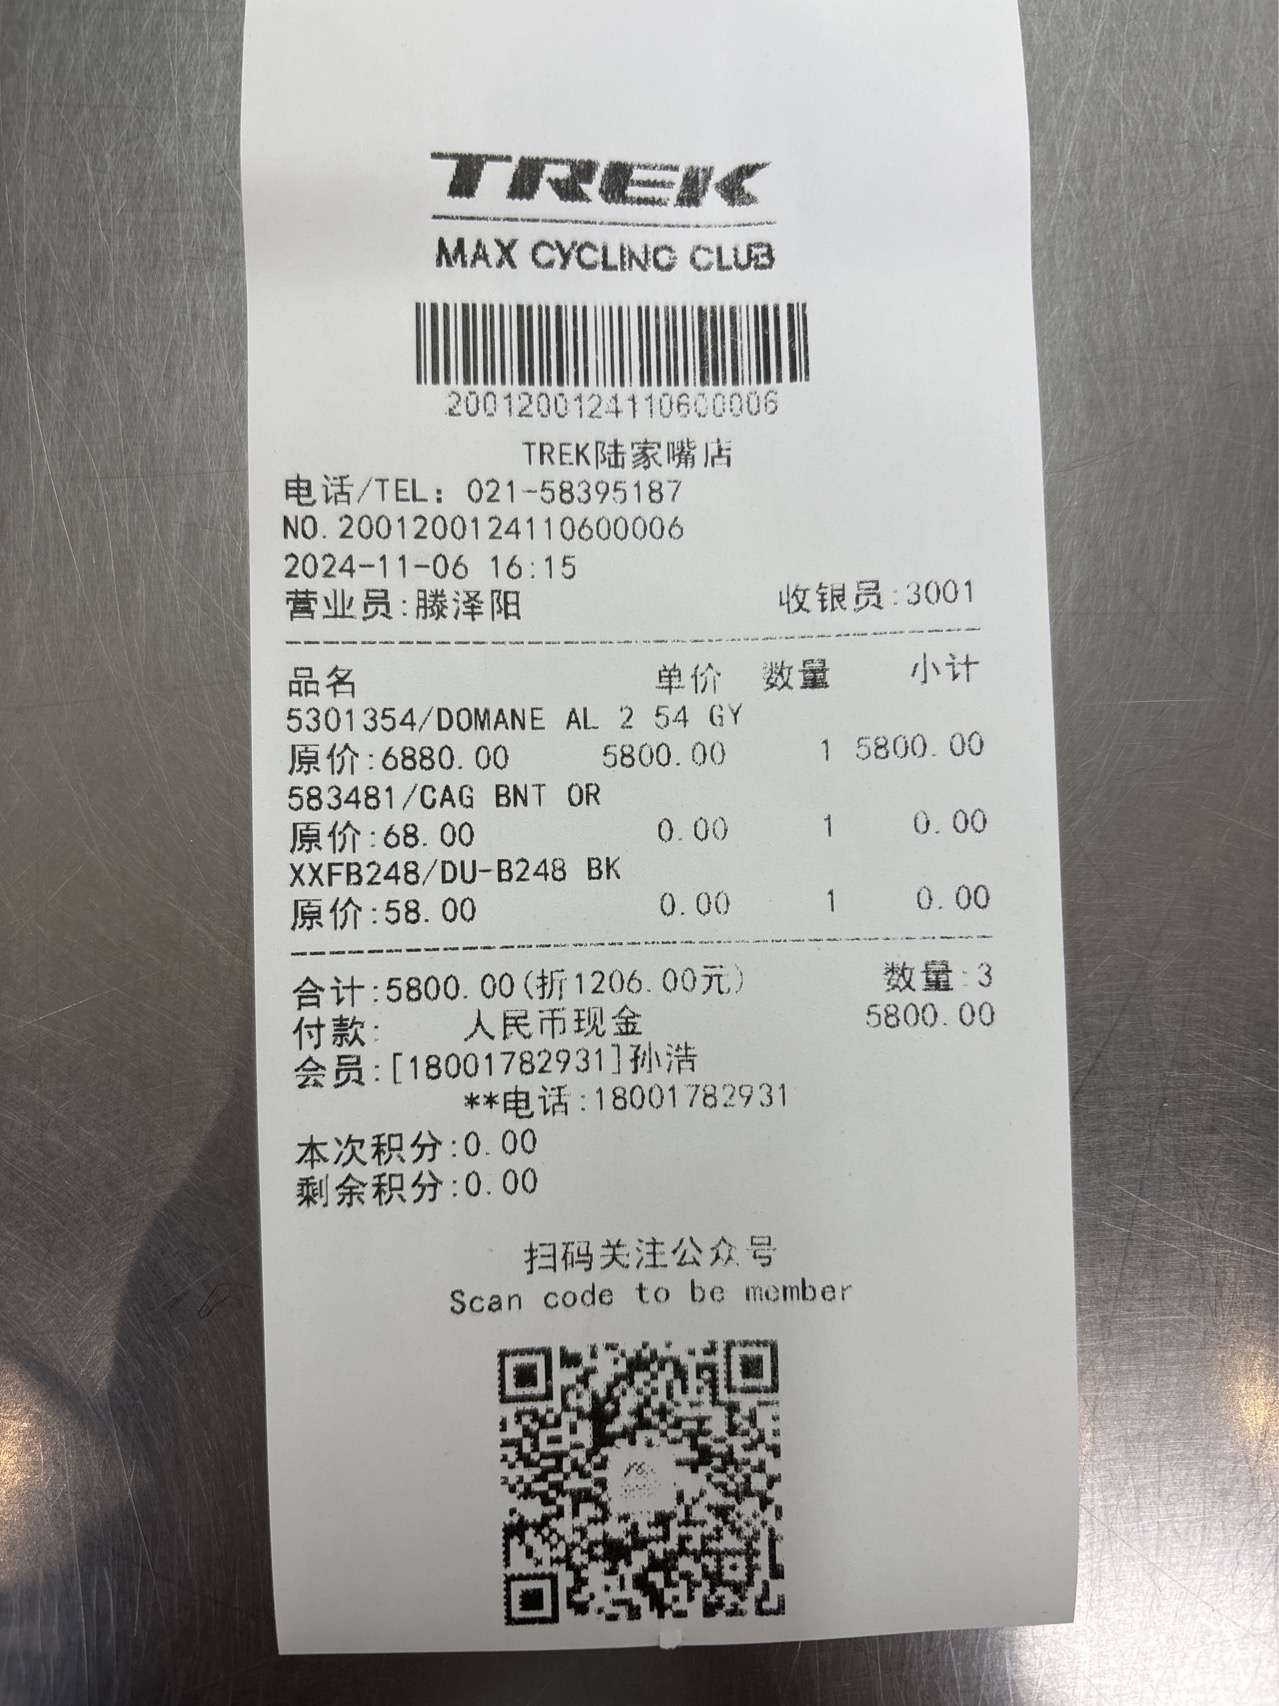 TREK
MAX CYCLING CLUB
2001200124110600006
TREK陆家嘴店
电话/TEL: 021-58395187
NO.2001200124110600006
2024-11-06 16:15
营业员:滕泽阳 收银员:3001
品名 单价 数量 小计
5301354/DOMANE AL 2 54 GY
原价:6880.00 5800.00 1 5800.00
583481/CAG BNT OR
原价:68.00 0.00 1 0.00
XXFB248/DU-B248 BK
原价:58.00 0.00 1 0.00
合计:5800.00(折1206.00元) 数量:3
付款: 人民币现金 5800.00
会员:[18001782931]孙浩
**电话:18001782931
本次积分:0.00
剩余积分:0.00
扫码关注公众号
Scan code to be member